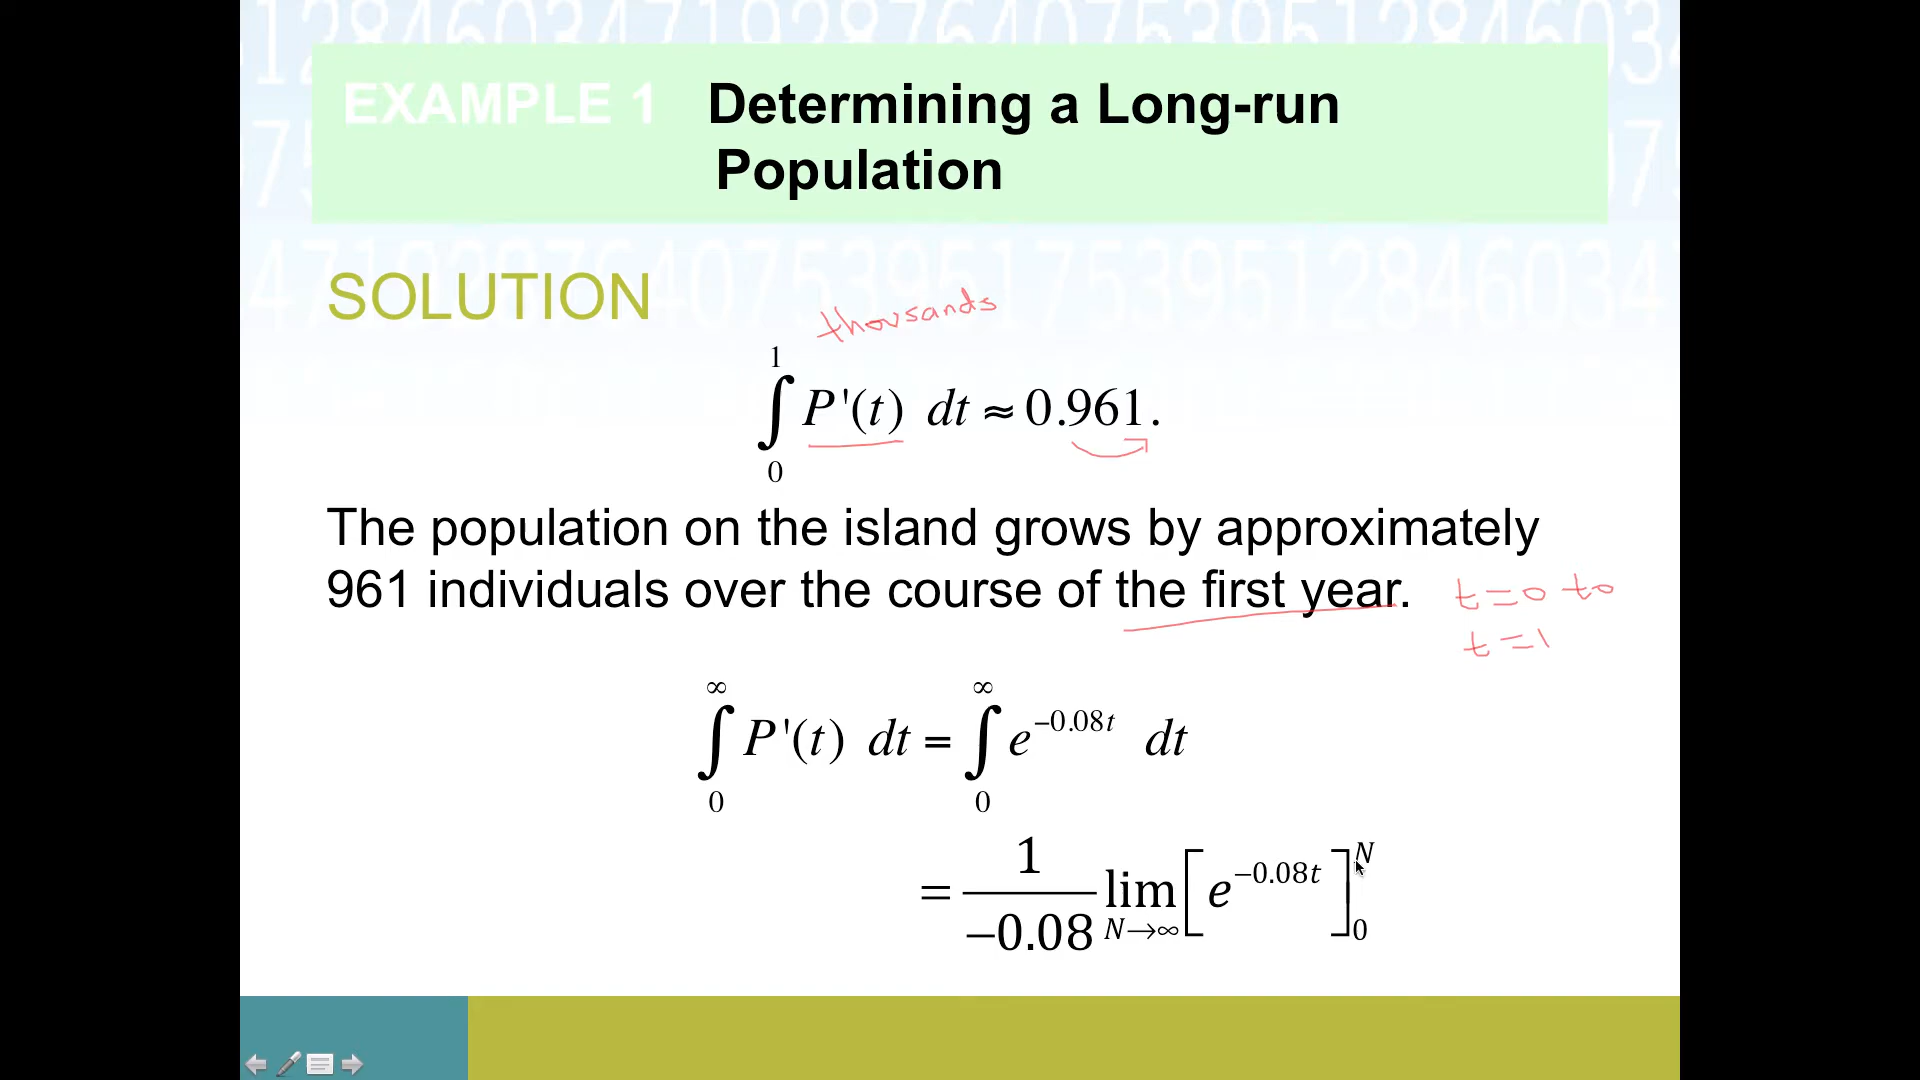 EXAMPLE 1 Determining a Long-run
Population
SOLUTION
thousands
∫₀¹ P'(t) dt ≈ 0.961.
The population on the island grows by approximately
961 individuals over the course of the first year.
t=0 to
t=1
∫₀^∞ P'(t) dt = ∫₀^∞ e^{−0.08t} dt
= 1/−0.08 lim_{N→∞} [e^{−0.08t}]₀^N